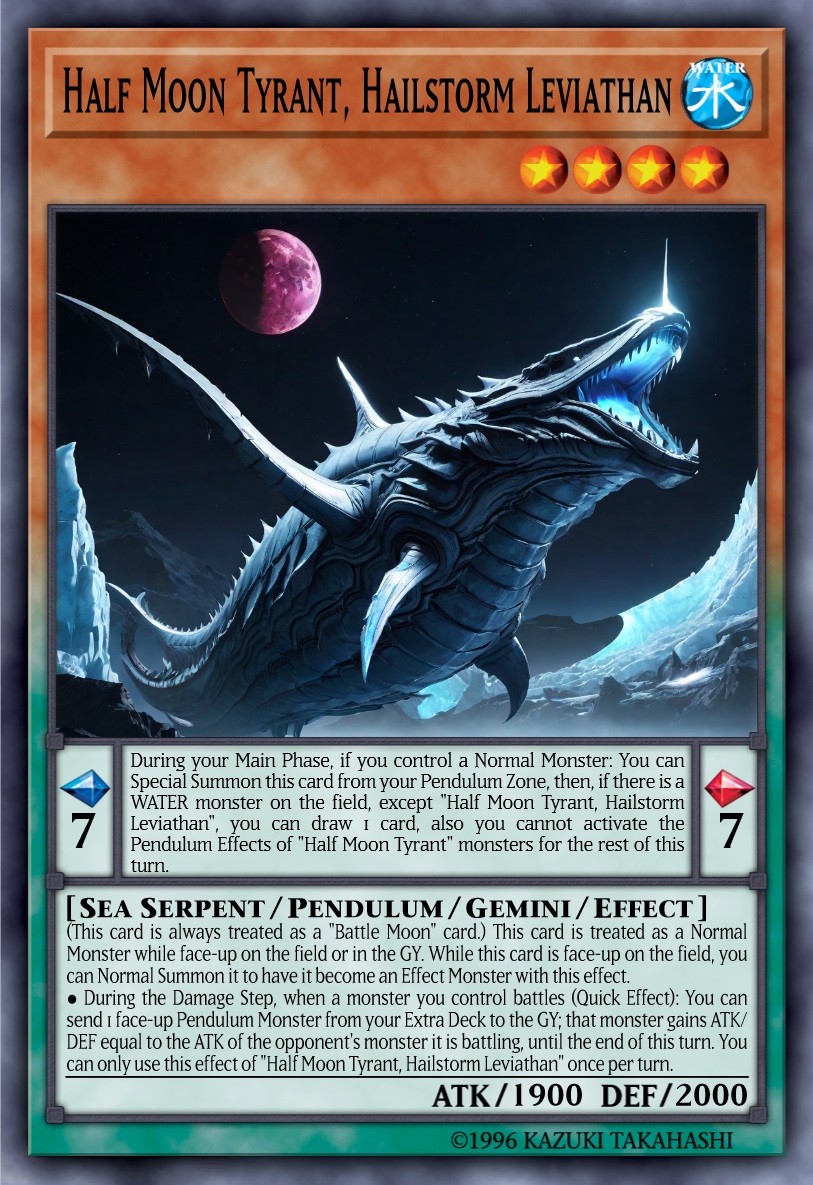 Half Moon Tyrant, Hailstorm Leviathan
WATER
水
During your Main Phase, if you control a Normal Monster: You can
Special Summon this card from your Pendulum Zone, then, if there is a
WATER monster on the field, except "Half Moon Tyrant, Hailstorm
Leviathan", you can draw 1 card, also you cannot activate the
Pendulum Effects of "Half Moon Tyrant" monsters for the rest of this
turn.
7
7
[Sea Serpent/Pendulum/Gemini/Effect]
(This card is always treated as a "Battle Moon" card.) This card is treated as a Normal
Monster while face-up on the field or in the GY. While this card is face-up on the field, you
can Normal Summon it to have it become an Effect Monster with this effect.
● During the Damage Step, when a monster you control battles (Quick Effect): You can
send 1 face-up Pendulum Monster from your Extra Deck to the GY; that monster gains ATK/
DEF equal to the ATK of the opponent's monster it is battling, until the end of this turn. You
can only use this effect of "Half Moon Tyrant, Hailstorm Leviathan" once per turn.
ATK/1900 DEF/2000
©1996 KAZUKI TAKAHASHI